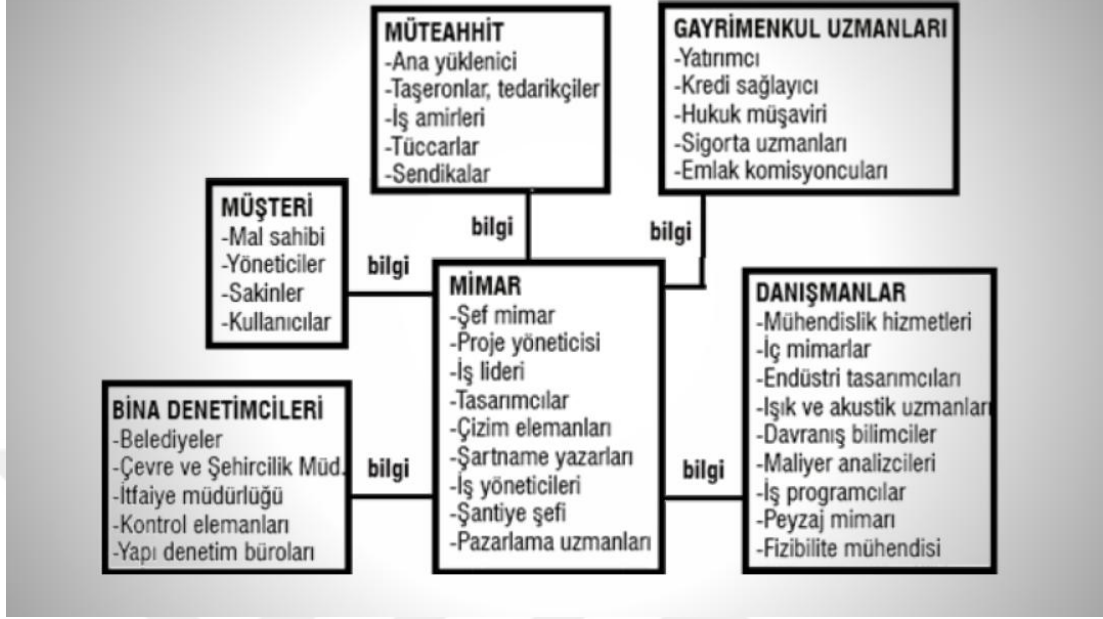 MÜTEAHHİT
-Ana yüklenici
-Taşeronlar, tedarikçiler
-İş amirleri
-Tüccarlar
-Sendikalar
GAYRİMENKUL UZMANLARI
-Yatırımcı
-Kredi sağlayıcı
-Hukuk müşaviri
-Sigorta uzmanları
-Emlak komisyoncuları
MÜŞTERİ
-Mal sahibi
-Yöneticiler
-Sakinler
-Kullanıcılar
bilgi
bilgi
bilgi
MİMAR
-Şef mimar
-Proje yöneticisi
-İş lideri
-Tasarımcılar
-Çizim elemanları
-Şartname yazarları
-İş yöneticileri
-Şantiye şefi
-Pazarlama uzmanları
DANIŞMANLAR
-Mühendislik hizmetleri
-İç mimarlar
-Endüstri tasarımcıları
-Işık ve akustik uzmanları
-Davranış bilimciler
-Maliyer analizcileri
-İş programcılar
-Peyzaj mimarı
-Fizibilite mühendisi
BİNA DENETİMCİLERİ
-Belediyeler
-Çevre ve Şehircilik Müd.
-İtfaiye müdürlüğü
-Kontrol elemanları
-Yapı denetim büroları
bilgi
bilgi